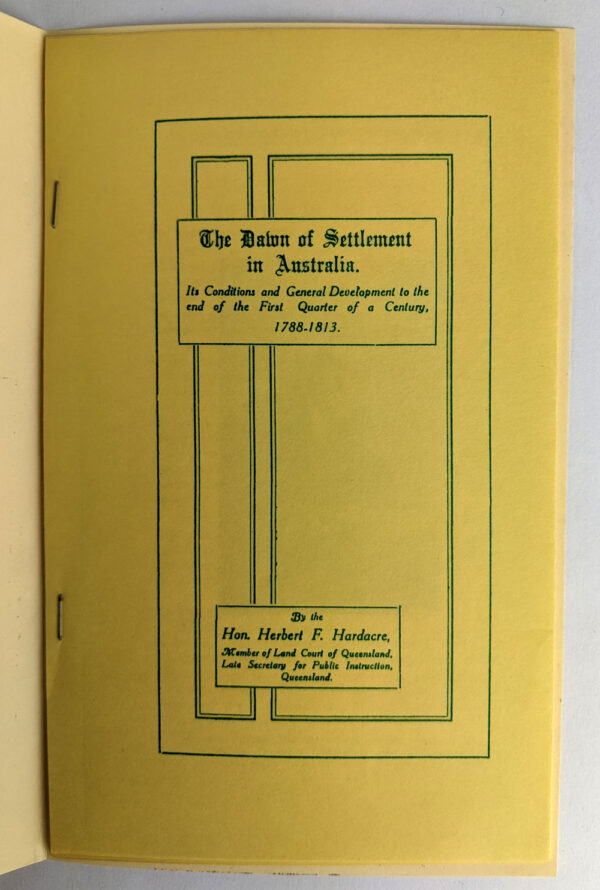 The Dawn of Settlement
in Australia.
Its Conditions and General Development to the
end of the First Quarter of a Century,
1788-1813.
By the
Hon. Herbert F. Hardacre,
Member of Land Court of Queensland,
Late Secretary for Public Instruction,
Queensland.